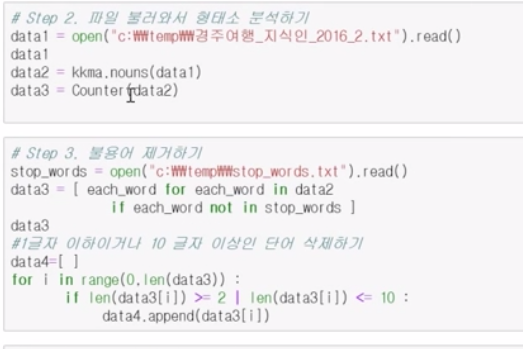 # Step 2. 파일 불러와서 형태소 분석하기
data1 = open("c:₩₩temp₩₩경주여행_지식인_2016_2.txt").read()
data1
data2 = kkma.nouns(data1)
data3 = Counter(data2)
# Step 3. 불용어 제거하기
stop_words = open("c:₩₩temp₩₩stop_words.txt").read()
data3 = [ each_word for each_word in data2
if each_word not in stop_words ]
data3
#1글자 이하이거나 10 글자 이상인 단어 삭제하기
data4=[ ]
for i in range(0,len(data3)) :
if len(data3[i]) >= 2 | len(data3[i]) <= 10 :
data4.append(data3[i])